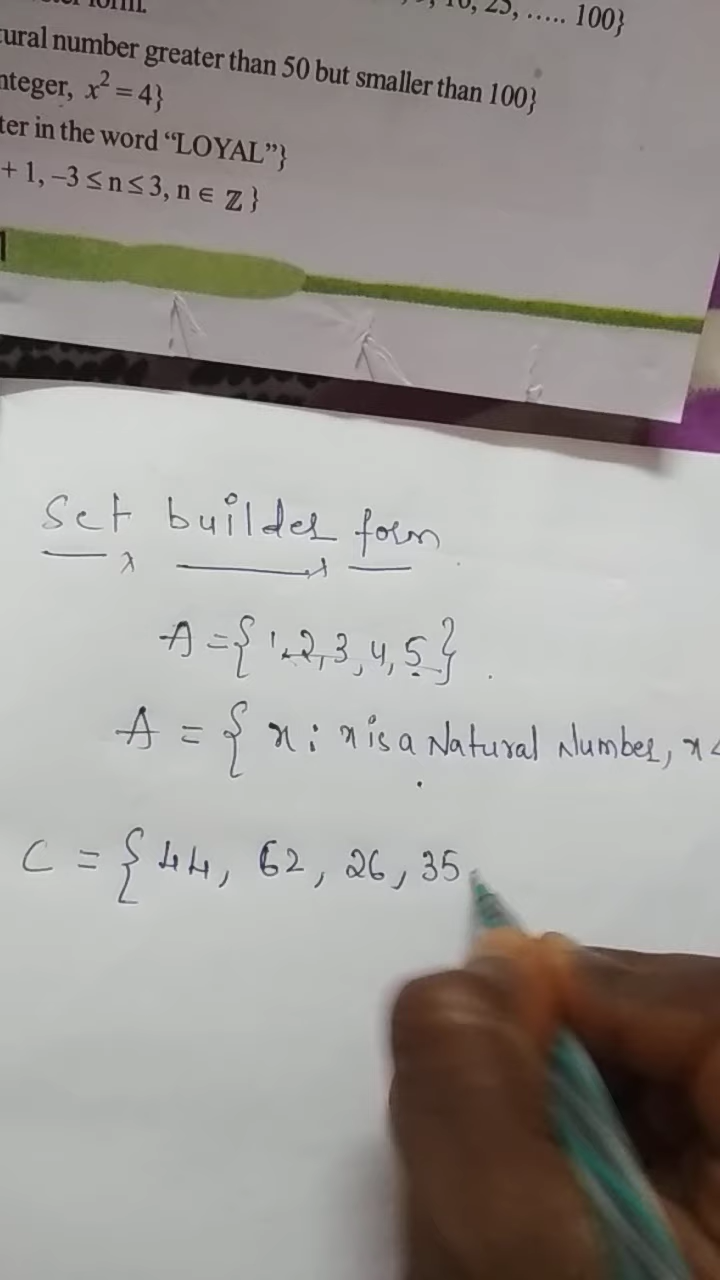 10, 25, ..... 100}
tural number greater than 50 but smaller than 100}
nteger, x² = 4}
ter in the word “LOYAL”}
+ 1, –3 ≤ n ≤ 3, n ∈ ℤ }
Set builder form
A = { 1, 2, 3, 4, 5 } .
A = { x : x is a Natural Number, x <
C = { 44, 62, 26, 35